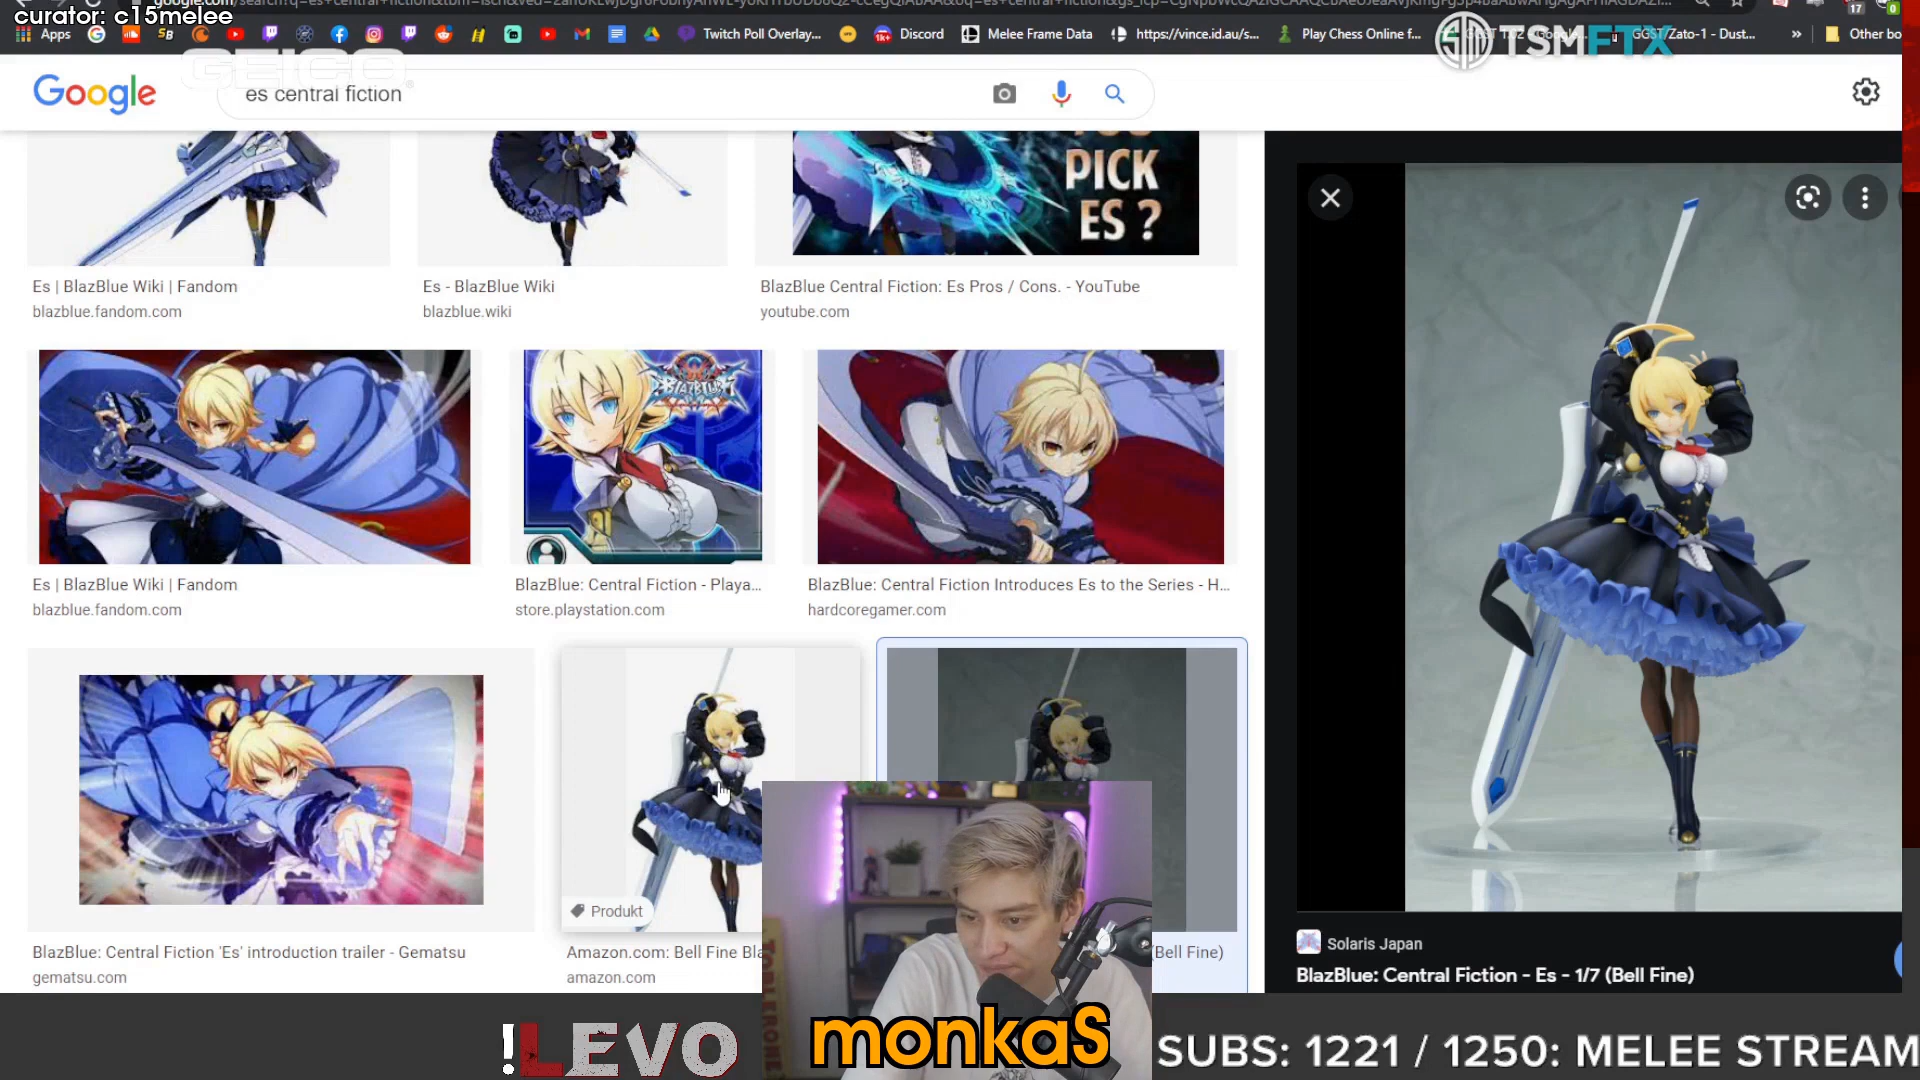 curator: c15melee
Apps
Twitch Poll Overlay...
Discord
Melee Frame Data
https://vince.id.au/s...
Play Chess Online f...
GGST/Zato-1 - Dust...
»
Other bo
17
0
GEICO
TSMFTX
Google
es central fiction
PICK
ES ?
Es | BlazBlue Wiki | Fandom
blazblue.fandom.com
Es - BlazBlue Wiki
blazblue.wiki
BlazBlue Central Fiction: Es Pros / Cons. - YouTube
youtube.com
BLAZBLUE
Es | BlazBlue Wiki | Fandom
blazblue.fandom.com
BlazBlue: Central Fiction - Playa...
store.playstation.com
BlazBlue: Central Fiction Introduces Es to the Series - H...
hardcoregamer.com
Produkt
BlazBlue: Central Fiction 'Es' introduction trailer - Gematsu
gematsu.com
Amazon.com: Bell Fine Bla
amazon.com
(Bell Fine)
Solaris Japan
BlazBlue: Central Fiction - Es - 1/7 (Bell Fine)
TOBLERONE
!LEVO
monkaS
SUBS: 1221 / 1250: MELEE STREAM